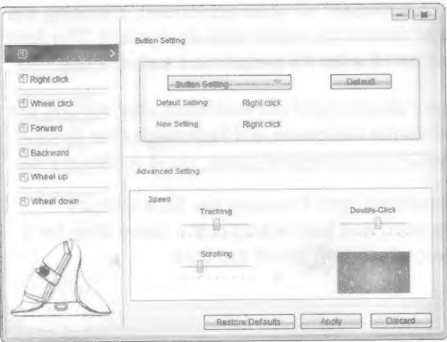 Button Setting
Button Setting
Default
Default Setting Right click
New Setting Right click
Right click
Wheel click
Forward
Backward
Wheel up
Wheel down
Advanced Setting
Speed
Tracking
Double-Click
Scrolling
Restore Defaults
Apply
Discard